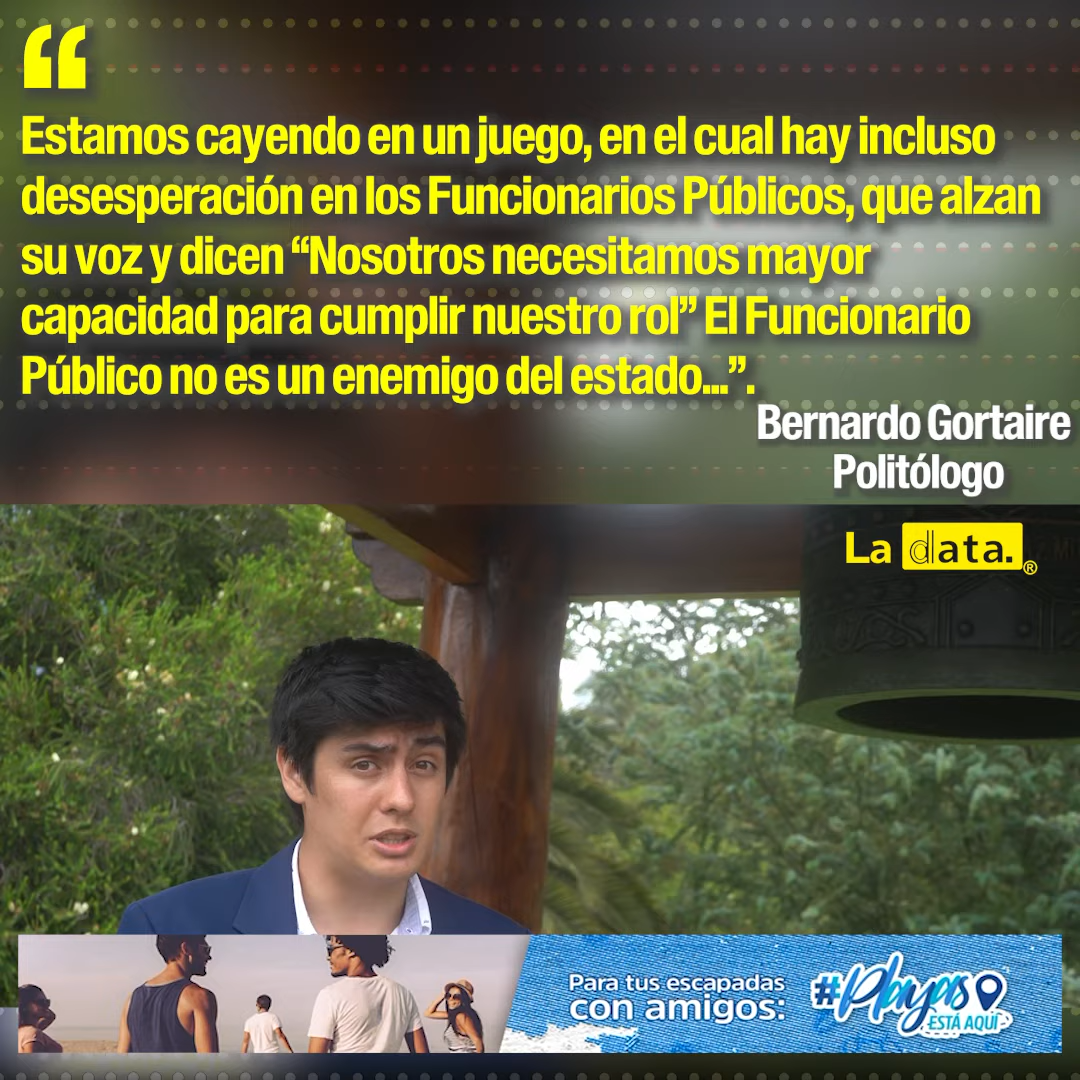 “
Estamos cayendo en un juego, en el cual hay incluso
desesperación en los Funcionarios Públicos, que alzan
su voz y dicen “Nosotros necesitamos mayor
capacidad para cumplir nuestro rol” El Funcionario
Público no es un enemigo del estado...”.
Bernardo Gortaire
Politólogo
La data.®
Para tus escapadas
con amigos:
#Playas
ESTÁ AQUÍ